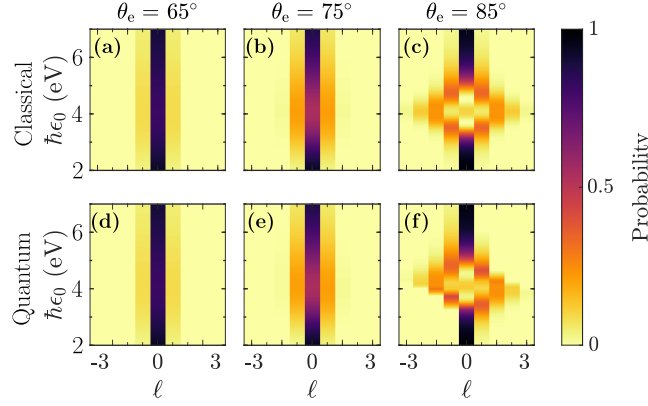 θe = 65° θe = 75° θe = 85°
(a) (b) (c) 1
Classical
ħϵ0 (eV)
6
4
2
(d) (e) (f) 0.5
Probability
Quantum
ħϵ0 (eV)
6
4
2 0
-3 0 3 -3 0 3 -3 0 3
ℓ ℓ ℓ